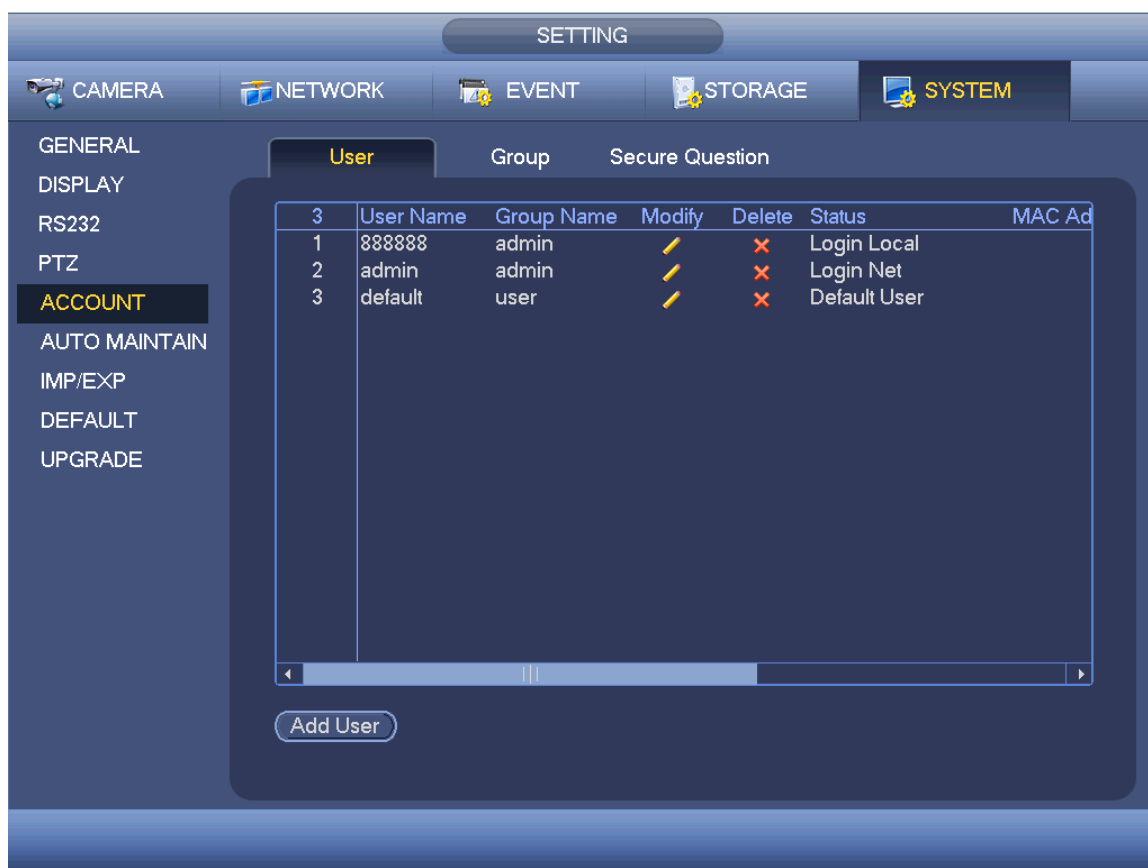 SETTING
CAMERA NETWORK EVENT STORAGE SYSTEM
GENERAL
DISPLAY
RS232
PTZ
ACCOUNT
AUTO MAINTAIN
IMP/EXP
DEFAULT
UPGRADE
User Group Secure Question
3 User Name Group Name Modify Delete Status MAC Ad
1 888888 admin Login Local
2 admin admin Login Net
3 default user Default User
Add User